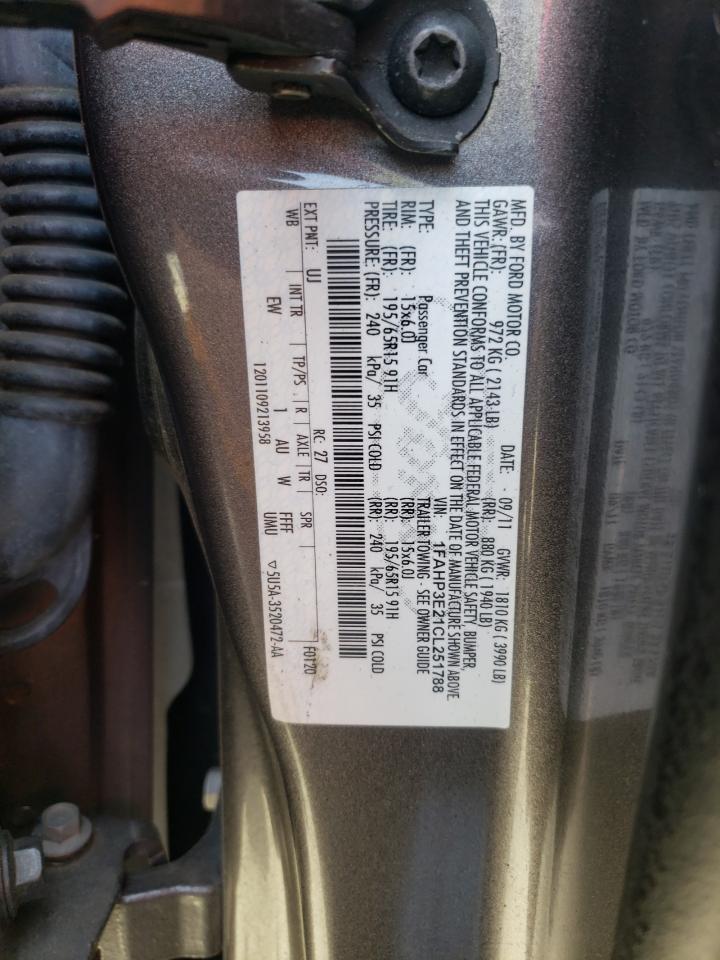 MFD. BY FORD MOTOR CO.
DATE: 09/11 GVWR: 1810 KG ( 3990 LB)
GAWR: (FR): 972 KG ( 2143 LB) (RR): 880 KG ( 1940 LB)
THIS VEHICLE CONFORMS TO ALL APPLICABLE FEDERAL MOTOR VEHICLE SAFETY, BUMPER,
AND THEFT PREVENTION STANDARDS IN EFFECT ON THE DATE OF MANUFACTURE SHOWN ABOVE
VIN: 1FAHP3E21CL251788
TYPE: Passenger Car TRAILER TOWING - SEE OWNER GUIDE
RIM: (FR): 15x6.0J (RR): 15x6.0J
TIRE: (FR): 195/65R15 91H (RR): 195/65R15 91H
PRESSURE: (FR): 240 kPa/ 35 PSI COLD (RR): 240 kPa/ 35 PSI COLD
EXT PNT: UJ RC: 27 DSO: F0120
WB INT TR TP/PS R AXLE TR SPR
EW 1 AU W FFFF UMU
1201109213958 ▽5U5A-3520472-AA